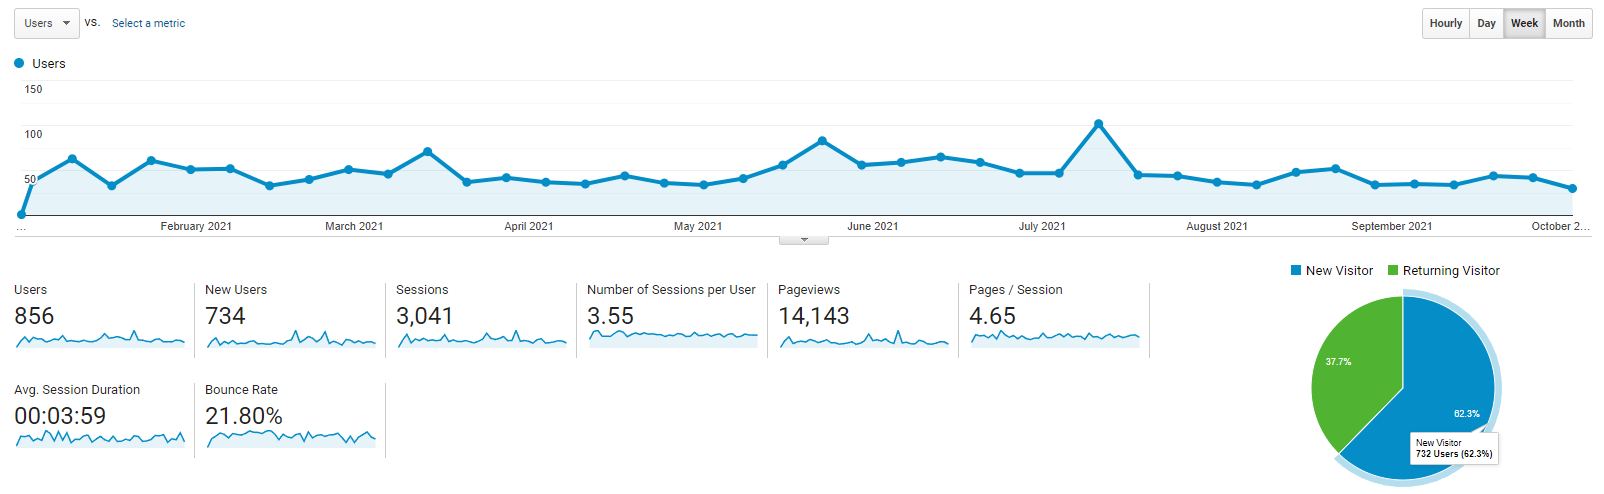 Users vs. Select a metric
Hourly Day Week Month
Users
150
100
50
... February 2021 March 2021 April 2021 May 2021 June 2021 July 2021 August 2021 September 2021 October 2...
New Visitor Returning Visitor
Users New Users Sessions Number of Sessions per User Pageviews Pages / Session
856 734 3,041 3.55 14,143 4.65
Avg. Session Duration Bounce Rate
00:03:59 21.80%
37.7%
62.3%
New Visitor
732 Users (62.3%)